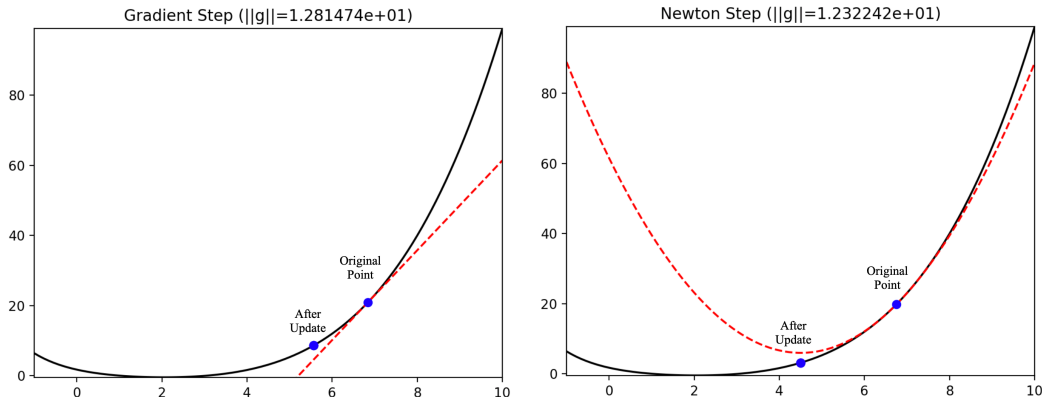 Gradient Step (||g||=1.281474e+01)
80
60
40
20
0
0
2
4
6
8
10
Original
Point
After
Update
Newton Step (||g||=1.232242e+01)
80
60
40
20
0
0
2
4
6
8
10
Original
Point
After
Update